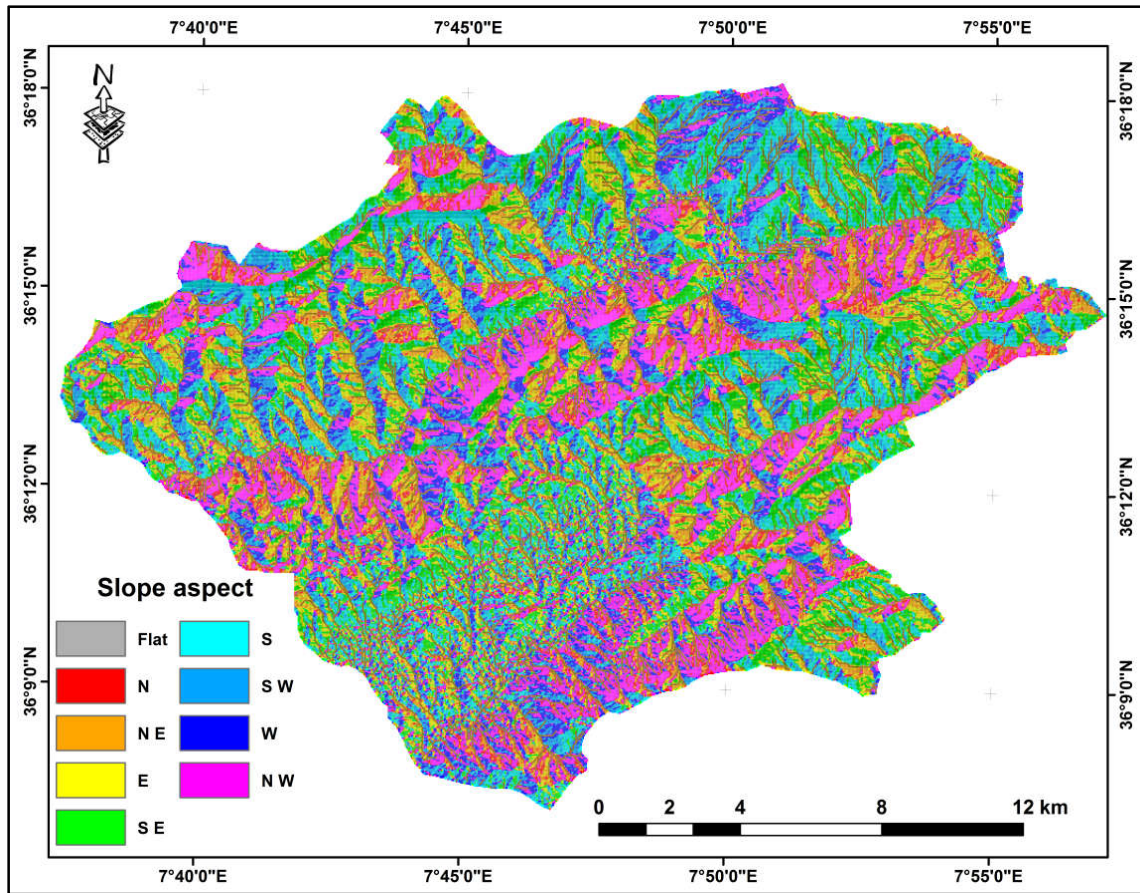 7°40'0"E 7°45'0"E 7°50'0"E 7°55'0"E
N
36°18'0"N 36°18'0"N
36°15'0"N 36°15'0"N
36°12'0"N 36°12'0"N
36°9'0"N 36°9'0"N
Slope aspect
Flat S
N S W
N E W
E N W
S E
0 2 4 8 12 km
7°40'0"E 7°45'0"E 7°50'0"E 7°55'0"E